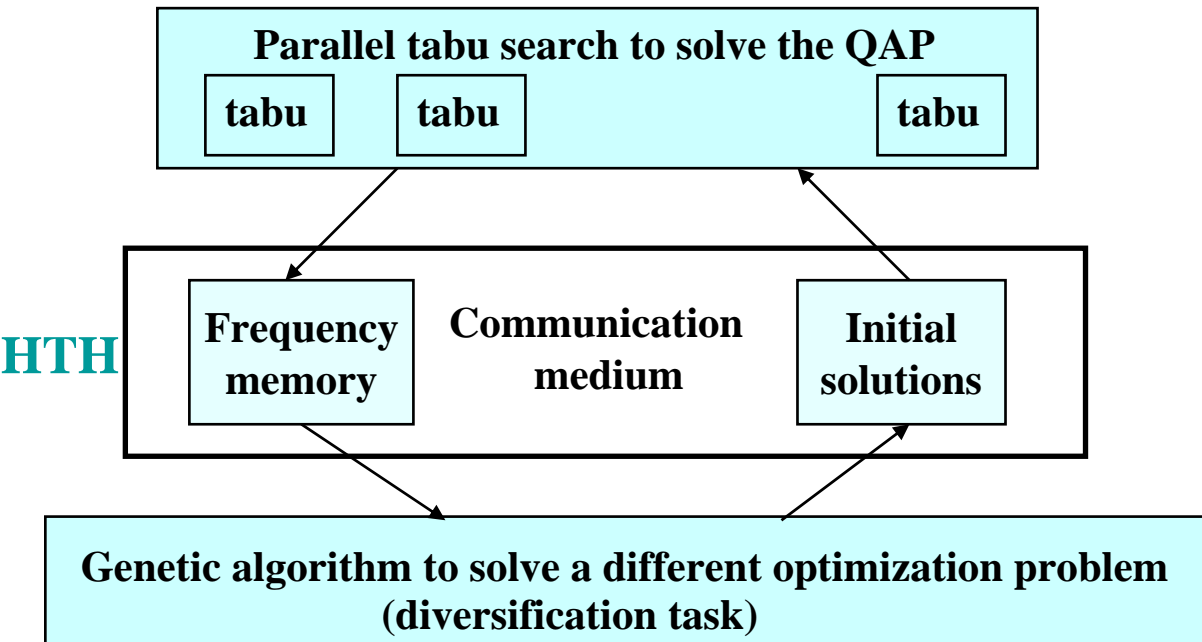 Parallel tabu search to solve the QAP
tabu
tabu
tabu
HTH
Frequency
memory
Communication
medium
Initial
solutions
Genetic algorithm to solve a different optimization problem
(diversification task)